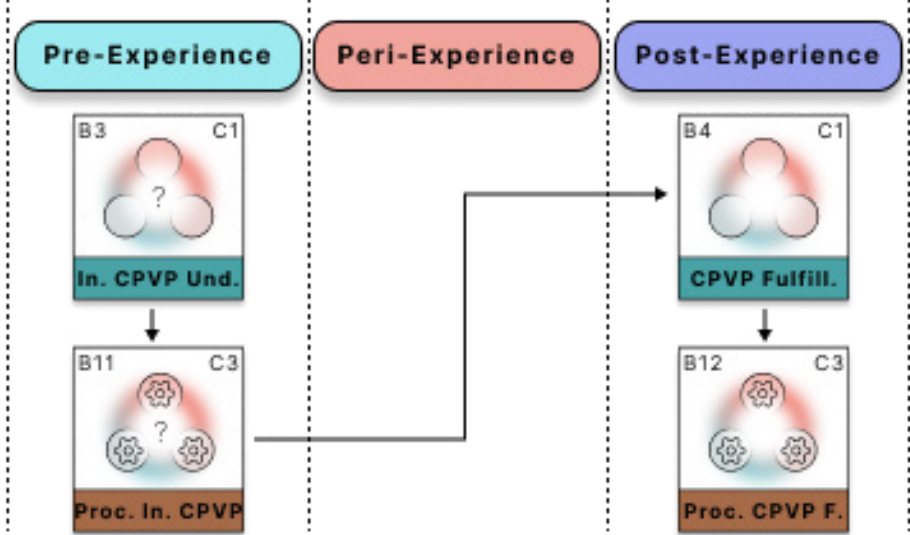 Pre-Experience
Peri-Experience
Post-Experience
B3 C1
?
In. CPVP Und.
B4 C1
CPVP Fulfill.
B11 C3
?
Proc. In. CPVP
B12 C3
Proc. CPVP F.